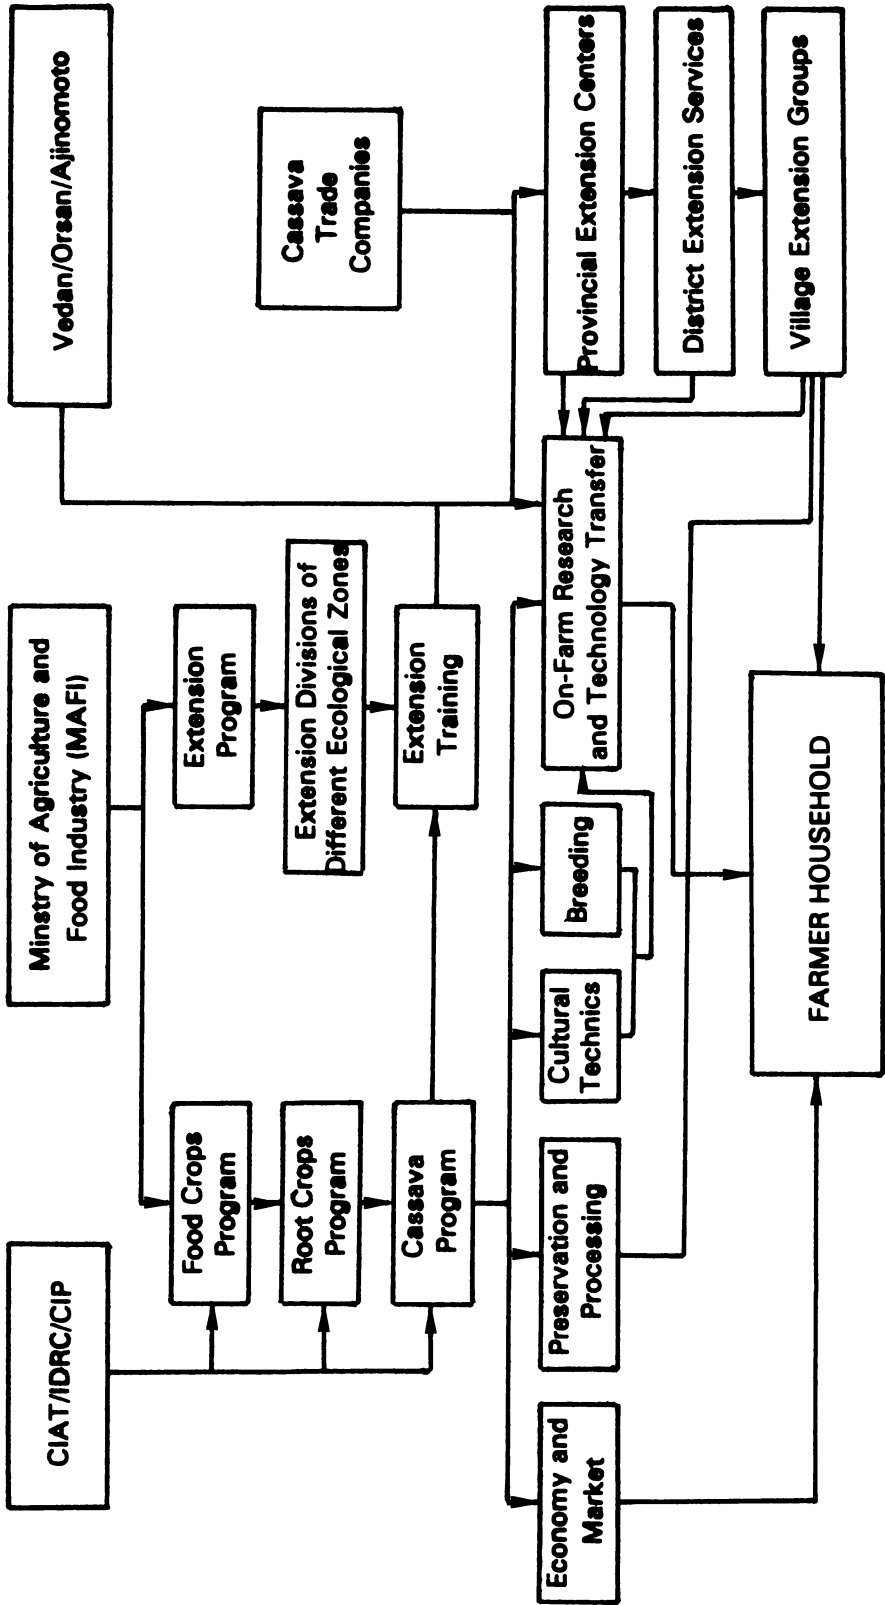 CIAT/IDRC/CIP
Minstry of Agriculture and
Food Industry (MAFI)
Vedan/Orsan/Ajinomoto
Food Crops
Program
Extension
Program
Root Crops
Program
Extension Divisions of
Different Ecological Zones
Cassava
Trade
Companies
Cassava
Program
Extension
Training
Economy and
Market
Preservation and
Processing
Cultural
Technics
Breeding
On-Farm Research
and Technology Transfer
Provincial Extension Centers
District Extension Services
Village Extension Groups
FARMER HOUSEHOLD